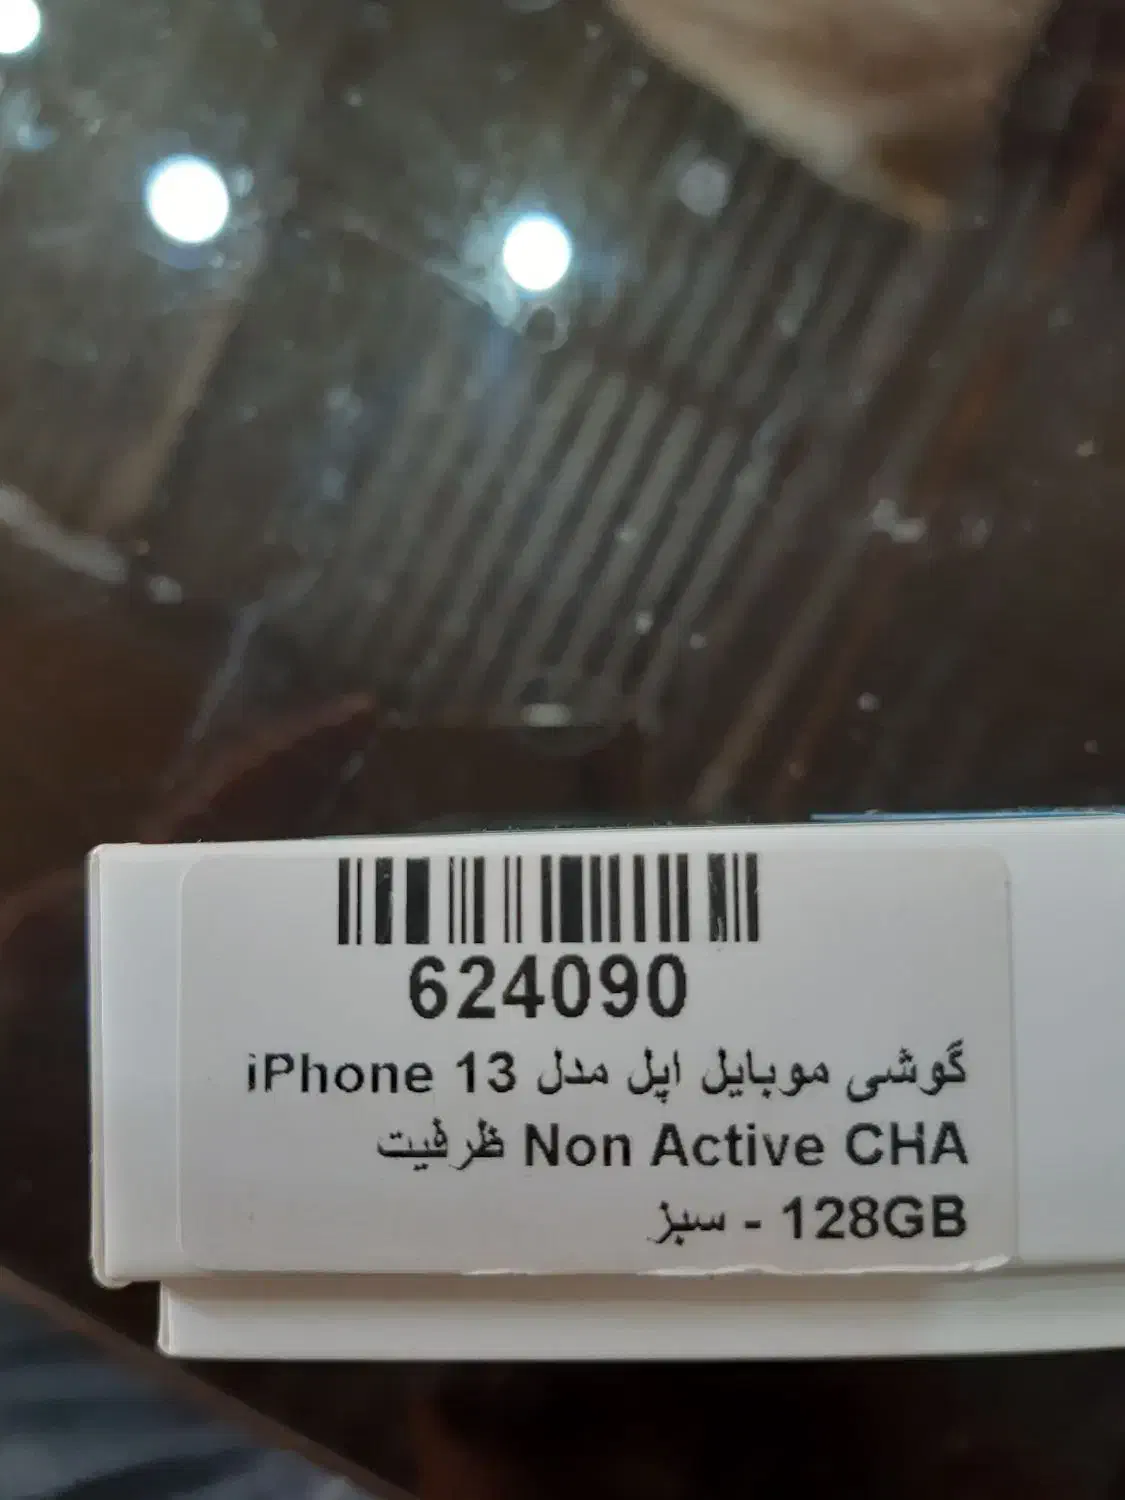 624090
گوشی موبایل اپل مدل iPhone 13
Non Active CHA ظرفیت
128GB - سبز